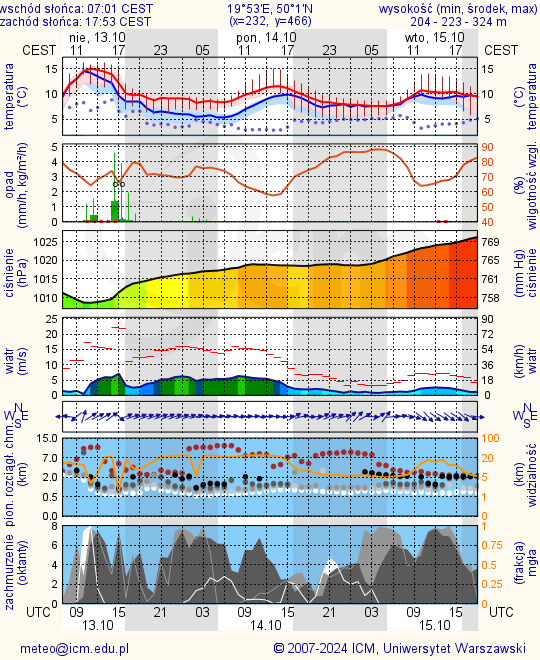 wschód słońca: 07:01 CEST 19°53'E, 50°1'N wysokość (min, środek, max)
zachód słońca: 17:53 CEST (x=232, y=466) 204 - 223 - 324 m
nie, 13.10 pon, 14.10 wto, 15.10
CEST 11 17 23 05 11 17 23 05 11 17 CEST
temperatura (°C)
15 15
10 10
5 5
temperatura (°C)
opad (mm/h, kg/m²/h)
5 90
4 80
3 70
2 60
1 50
0 40
(%) wilgotność wzgl.
ciśnienie (hPa)
1025 769
1020 765
1015 761
1010 758
(mm Hg) ciśnienie
wiatr (m/s)
25 90
20 72
15 54
10 36
5 18
0 0
(km/h) wiatr
N N
W E W E
S S
pion. rozciągł. chm. (km)
15.0 100
7.0 20
2.0 5
0.5 1
0.0 0
(km) widzialność
zachmurzenie (oktanty)
8 1
6 0.75
4 0.5
2 0.25
0 0
(frakcja) mgła
UTC 09 15 21 03 09 15 21 03 09 15 UTC
13.10 14.10 15.10
meteo@icm.edu.pl © 2007-2024 ICM, Uniwersytet Warszawski